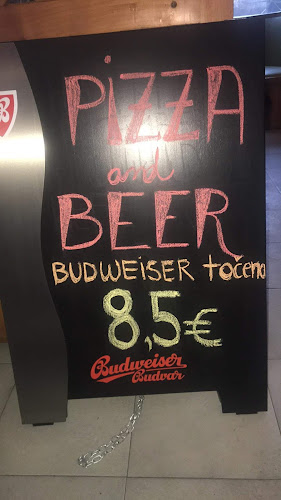 PiZZA
and
BEER
BUDWEiSER točeno
8,5€
Budweiser
Budvar
B